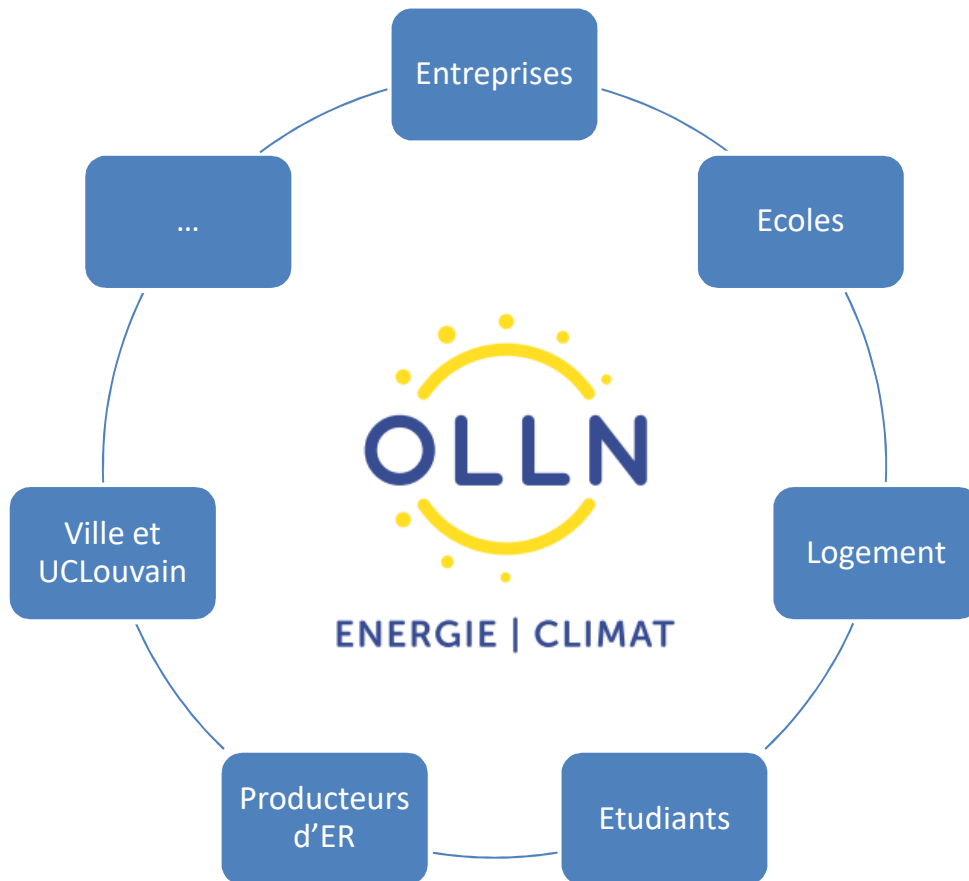 Entreprises
...
Ecoles
OLLN
Ville et
UCLouvain
Logement
ENERGIE | CLIMAT
Producteurs
d'ER
Etudiants